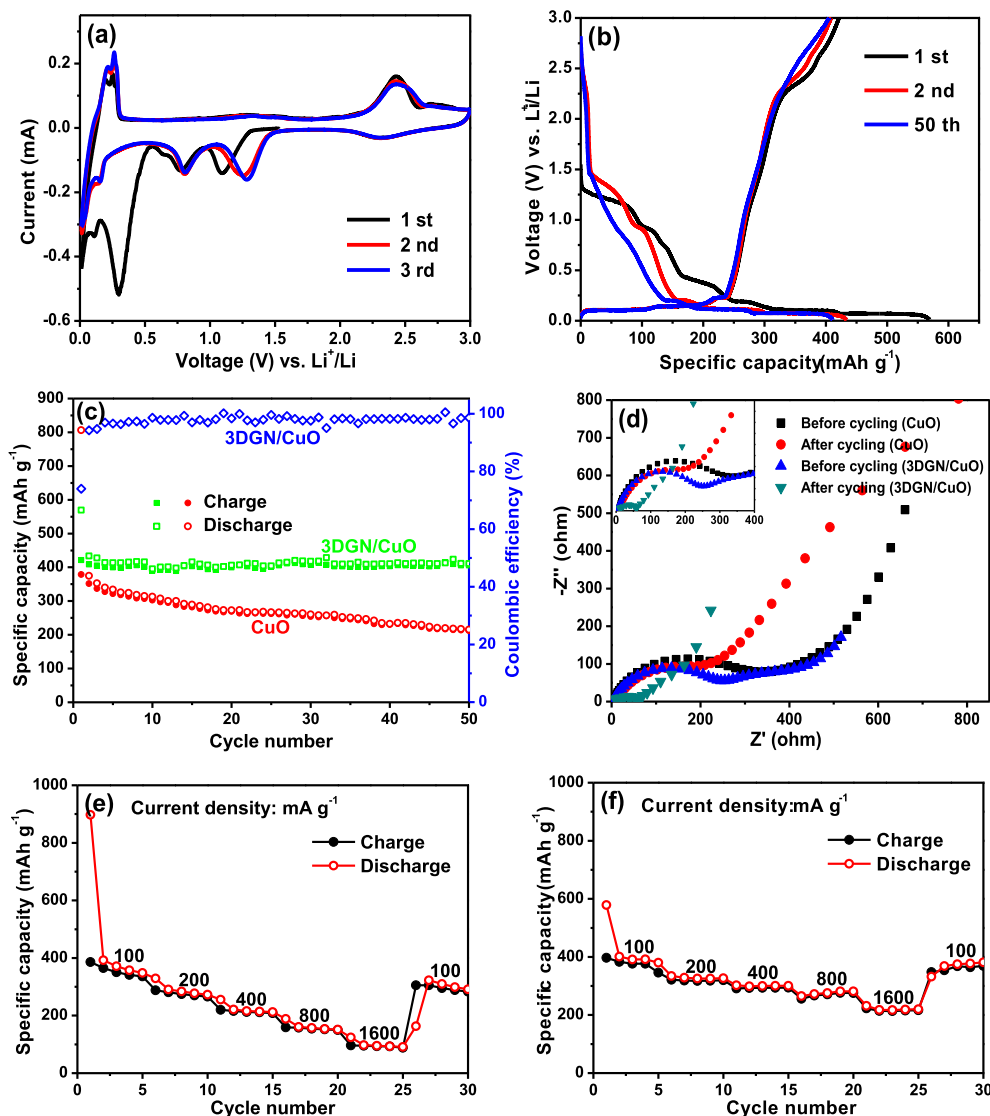 (a)
0.2
0.0
-0.2
-0.4
-0.6
Current (mA)
1 st
2 nd
3 rd
0.0 0.5 1.0 1.5 2.0 2.5 3.0
Voltage (V) vs. Li⁺/Li
(b)
3.0
2.5
2.0
1.5
1.0
0.5
0.0
Voltage (V) vs. Li⁺/Li
1 st
2 nd
50 th
0 100 200 300 400 500 600
Specific capacity(mAh g⁻¹)
(c)
900
800
700
600
500
400
300
200
100
0
Specific capacity (mAh g⁻¹)
3DGN/CuO
Charge
Discharge
3DGN/CuO
CuO
100
80
60
40
20
0
Coulombic efficiency (%)
0 10 20 30 40 50
Cycle number
(d)
800
600
400
200
0
-Z'' (ohm)
0 100 200 300 400
Before cycling (CuO)
After cycling (CuO)
Before cycling (3DGN/CuO)
After cycling (3DGN/CuO)
0 200 400 600 800
Z' (ohm)
(e)
Current density: mA g⁻¹
1000
800
600
400
200
0
Specific capacity (mAh g⁻¹)
Charge
Discharge
100
200
400
800
1600
100
0 5 10 15 20 25 30
Cycle number
(f)
Current density:mA g⁻¹
1000
800
600
400
200
0
Specific capacity(mAh g⁻¹)
Charge
Discharge
100
200
400
800
1600
100
0 5 10 15 20 25 30
Cycle number